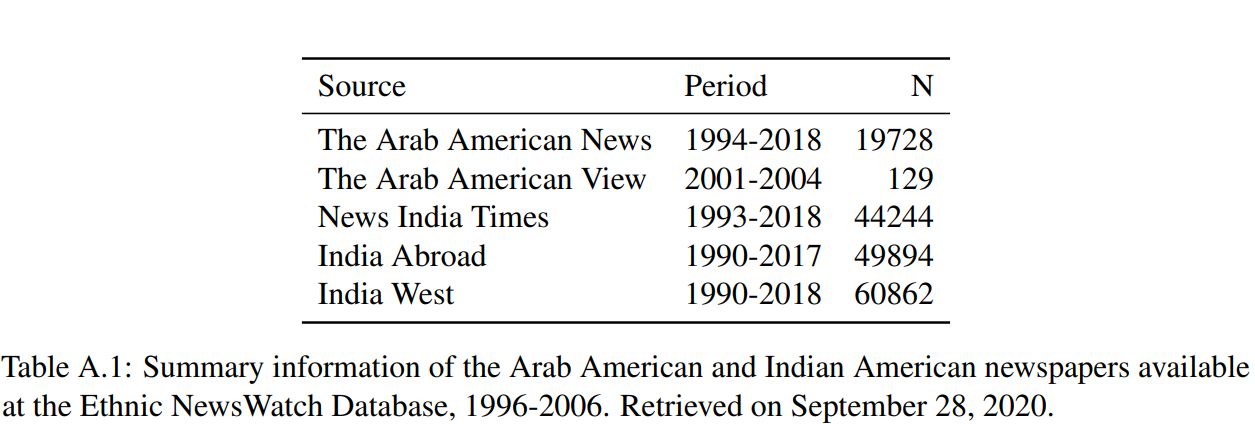 Source Period N
The Arab American News 1994-2018 19728
The Arab American View 2001-2004 129
News India Times 1993-2018 44244
India Abroad 1990-2017 49894
India West 1990-2018 60862
Table A.1: Summary information of the Arab American and Indian American newspapers available
at the Ethnic NewsWatch Database, 1996-2006. Retrieved on September 28, 2020.